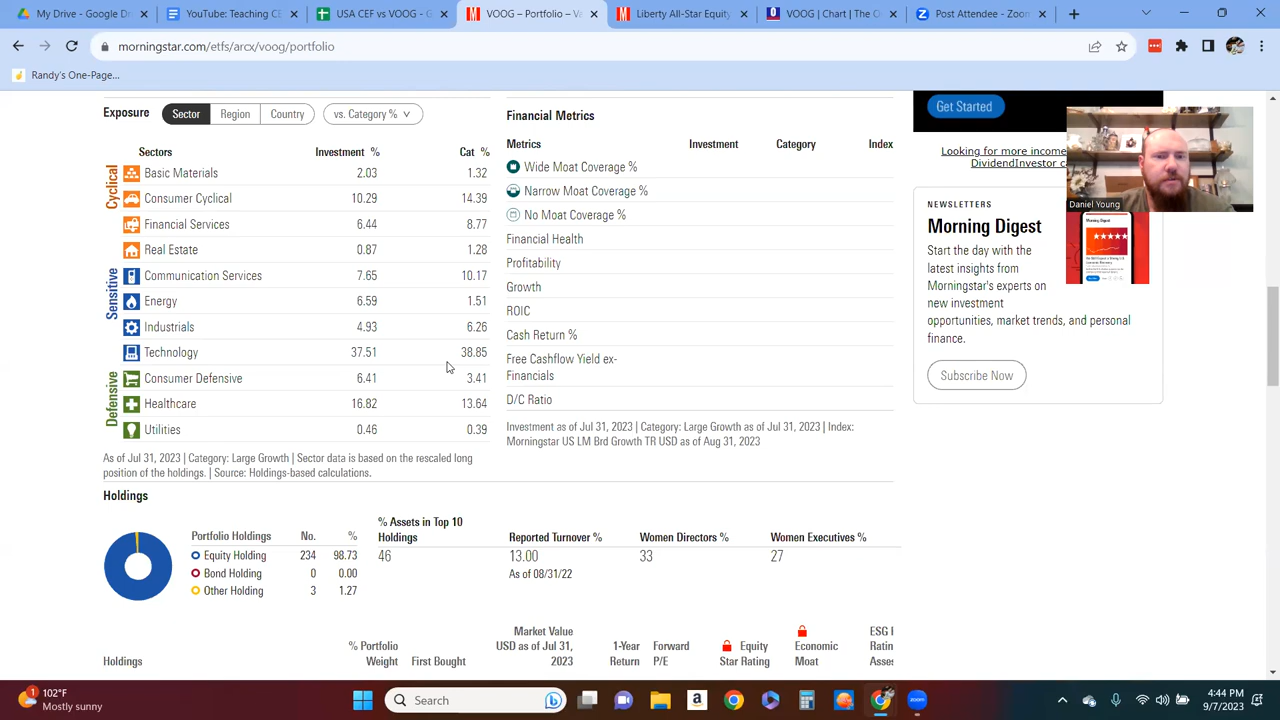 YouTube: Teaching CE
USA CEF vs VOOG - G
VOOG – Portfolio – Va
Liberty All-Star Equity
VOOG | Chart | The O
Post Attendee - Zoom
morningstar.com/etfs/arcx/voog/portfolio
Randy's One-Page...
Exposure Sector Region Country vs. Category %
Sectors Investment % Cat %
Cyclical
Basic Materials 2.03 1.32
Consumer Cyclical 10.29 14.39
Financial Services 6.44 8.77
Real Estate 0.87 1.28
Sensitive
Communication Services 7.65 10.17
Energy 6.59 1.51
Industrials 4.93 6.26
Technology 37.51 38.85
Defensive
Consumer Defensive 6.41 3.41
Healthcare 16.82 13.64
Utilities 0.46 0.39
As of Jul 31, 2023 | Category: Large Growth | Sector data is based on the rescaled long
position of the holdings. | Source: Holdings-based calculations.
Financial Metrics
Metrics Investment Category Index
Wide Moat Coverage %
Narrow Moat Coverage %
No Moat Coverage %
Financial Health
Profitability
Growth
ROIC
Cash Return %
Free Cashflow Yield ex-
Financials
D/C Ratio
Investment as of Jul 31, 2023 | Category: Large Growth as of Jul 31, 2023 | Index:
Morningstar US LM Brd Growth TR USD as of Aug 31, 2023
Get Started
Looking for more income
DividendInvestor
Daniel Young
NEWSLETTERS
Morning Digest
Start the day with the
latest insights from
Morningstar's experts on
new investment
opportunities, market trends, and personal
finance.
Subscribe Now
Holdings
Portfolio Holdings No. %
Equity Holding 234 98.73
Bond Holding 0 0.00
Other Holding 3 1.27
% Assets in Top 10
Holdings
46
Reported Turnover %
13.00
As of 08/31/22
Women Directors %
33
Women Executives %
27
Holdings
% Portfolio
Weight
First Bought
Market Value
USD as of Jul 31,
2023
1-Year
Return
Forward
P/E
Equity
Star Rating
Economic
Moat
ESG
Ratin
Asses
1
102°F
Mostly sunny
Search
4:44 PM
9/7/2023